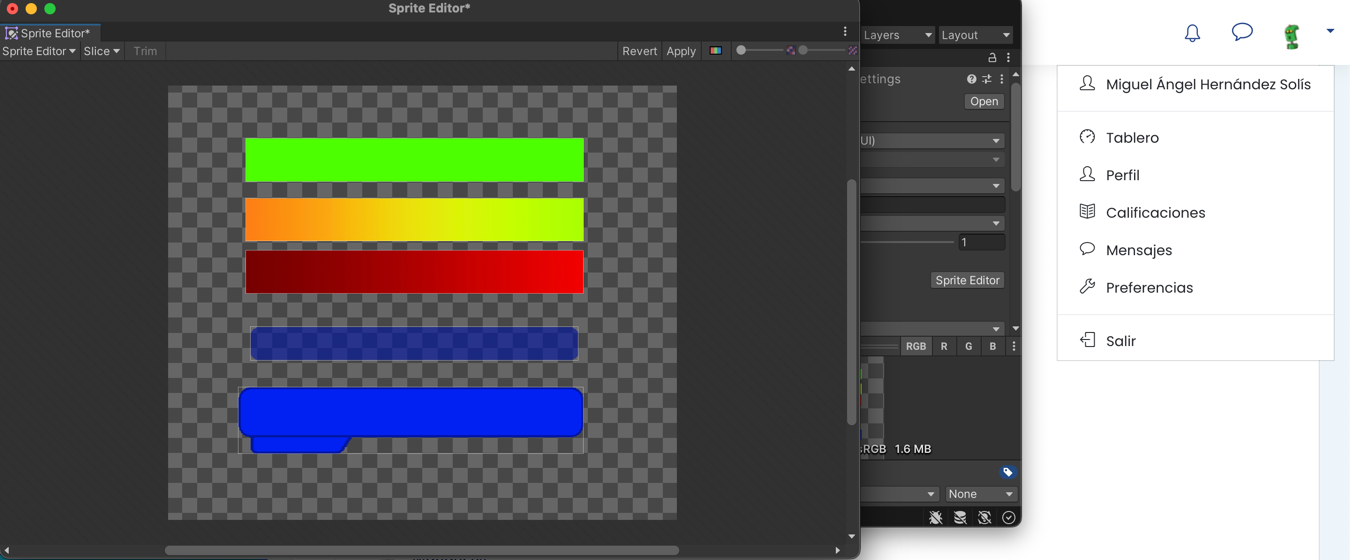 Sprite Editor*
Sprite Editor*
Sprite Editor Slice Trim Revert Apply
Layers Layout
ettings
Open
UI)
1
Sprite Editor
RGB R G B
RGB 1.6 MB
None
Miguel Ángel Hernández Solís
Tablero
Perfil
Calificaciones
Mensajes
Preferencias
Salir